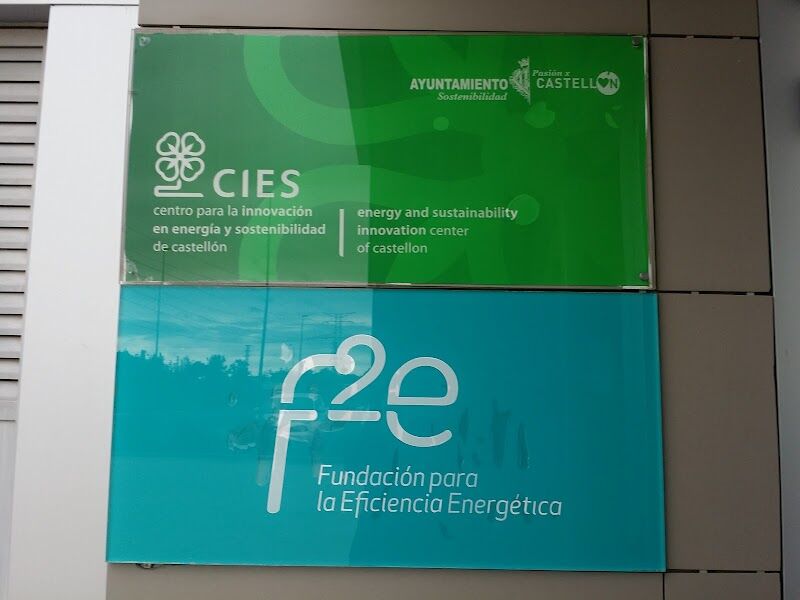 AYUNTAMIENTO
Sostenibilidad
Pasión x
CASTELLON
CIES
centro para la innovación
en energía y sostenibilidad
de castellón
energy and sustainability
innovation center
of castellon
f2e
Fundación para
la Eficiencia Energética